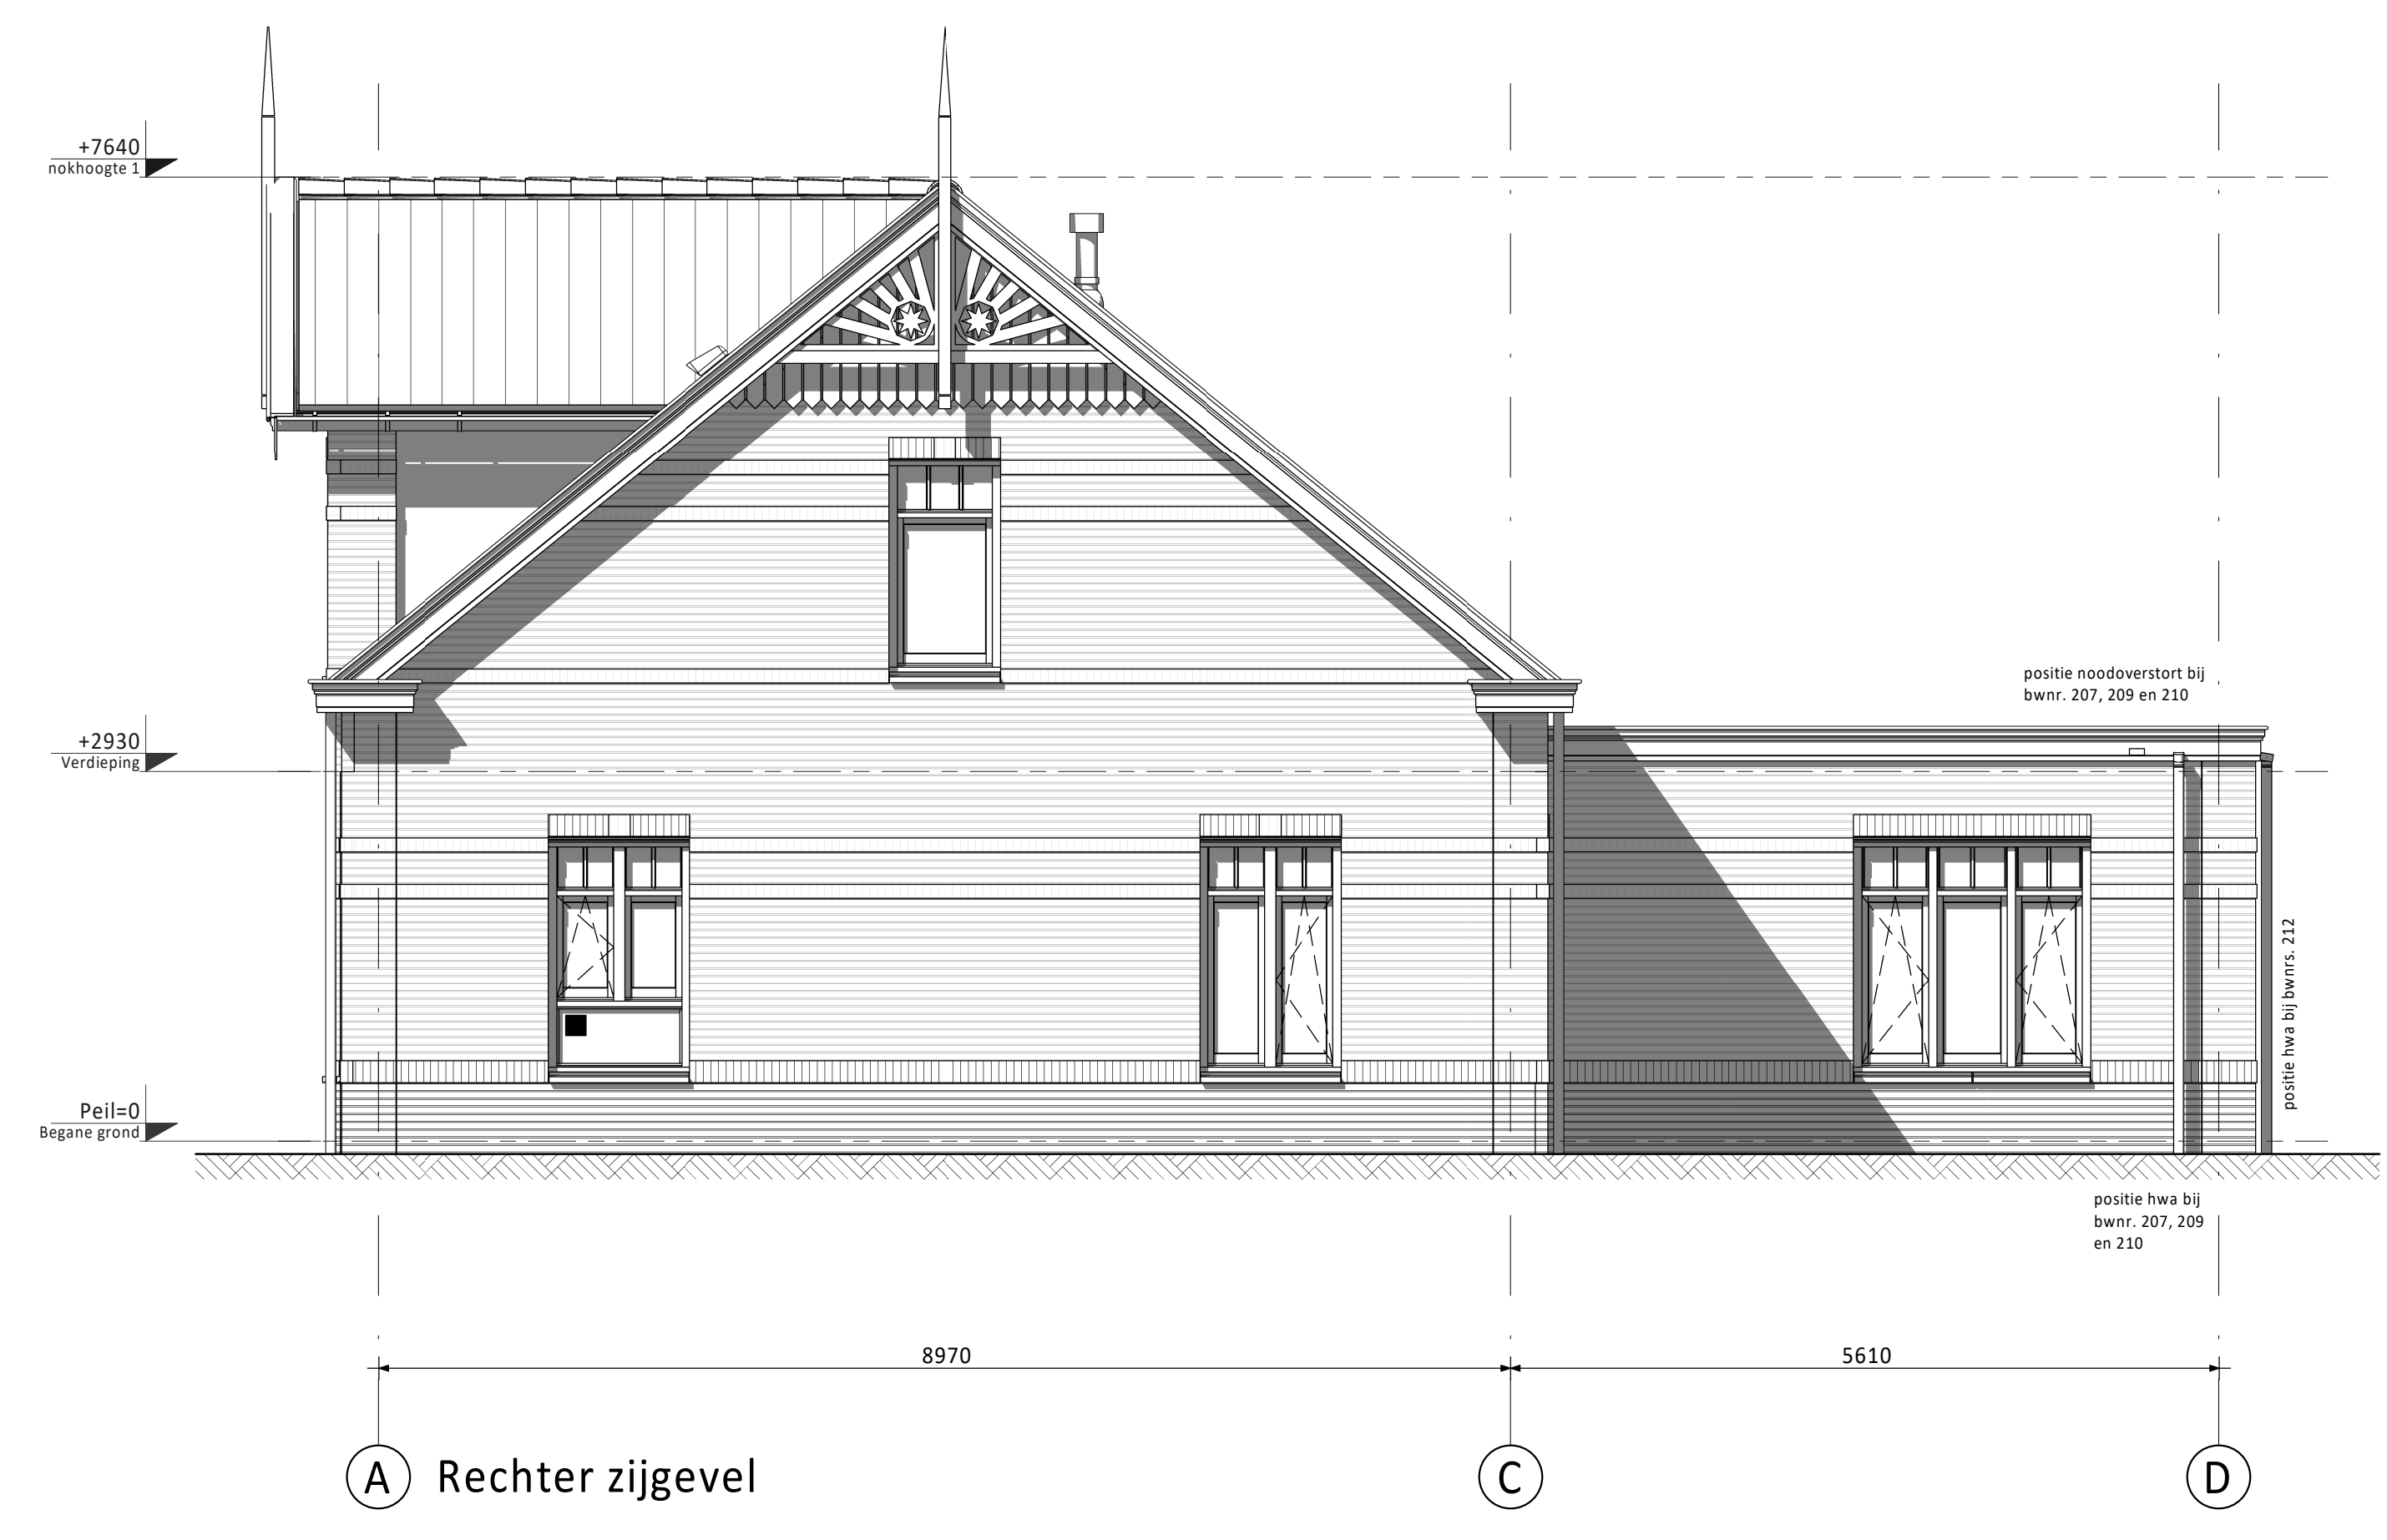 +7640
nokhoogte 1
positie noodoverstort bij
bwnr. 207, 209 en 210
+2930
Verdieping
positie hwa bij bwnrs. 212
Peil=0
Begane grond
positie hwa bij
bwnr. 207, 209
en 210
8970
5610
A
Rechter zijgevel
C
D